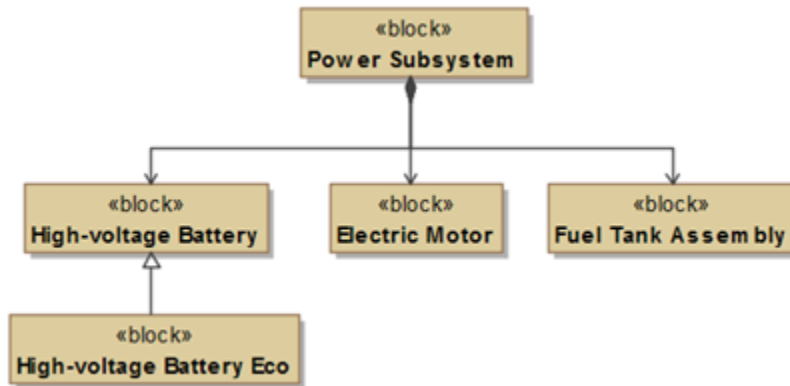 «block»
Power Subsystem
«block»
High-voltage Battery
«block»
Electric Motor
«block»
Fuel Tank Assembly
«block»
High-voltage Battery Eco